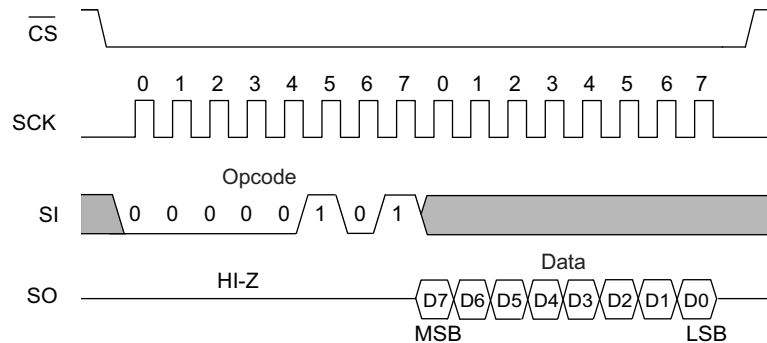 CS
0 1 2 3 4 5 6 7 0 1 2 3 4 5 6 7
SCK
Opcode
SI 0 0 0 0 0 1 0 1
Data
HI-Z
SO D7 D6 D5 D4 D3 D2 D1 D0
MSB LSB